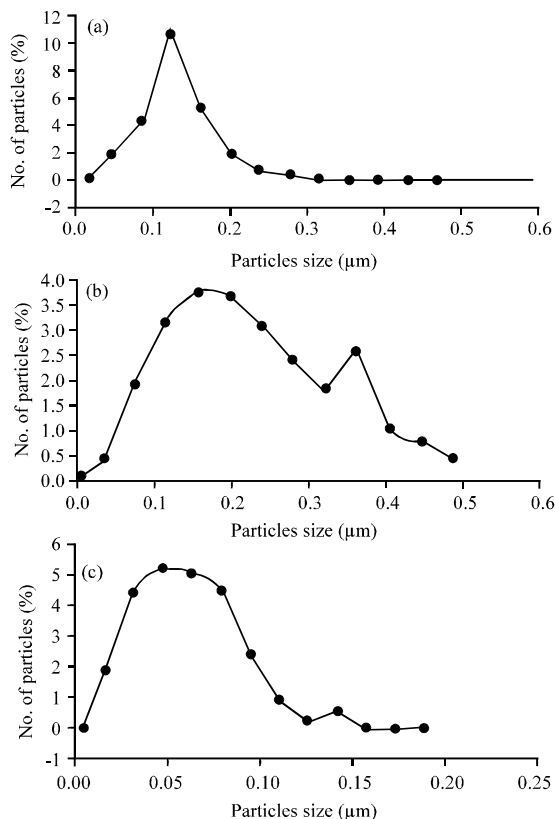 (a)
No. of particles (%)
12
10
8
6
4
2
0
-2
0.0 0.1 0.2 0.3 0.4 0.5 0.6
Particles size (µm)
(b)
No. of particles (%)
4.0
3.5
3.0
2.5
2.0
1.5
1.0
0.5
0.0
0.0 0.1 0.2 0.3 0.4 0.5 0.6
Particles size (µm)
(c)
No. of particles (%)
6
5
4
3
2
1
0
-1
0.00 0.05 0.10 0.15 0.20 0.25
Particles size (µm)